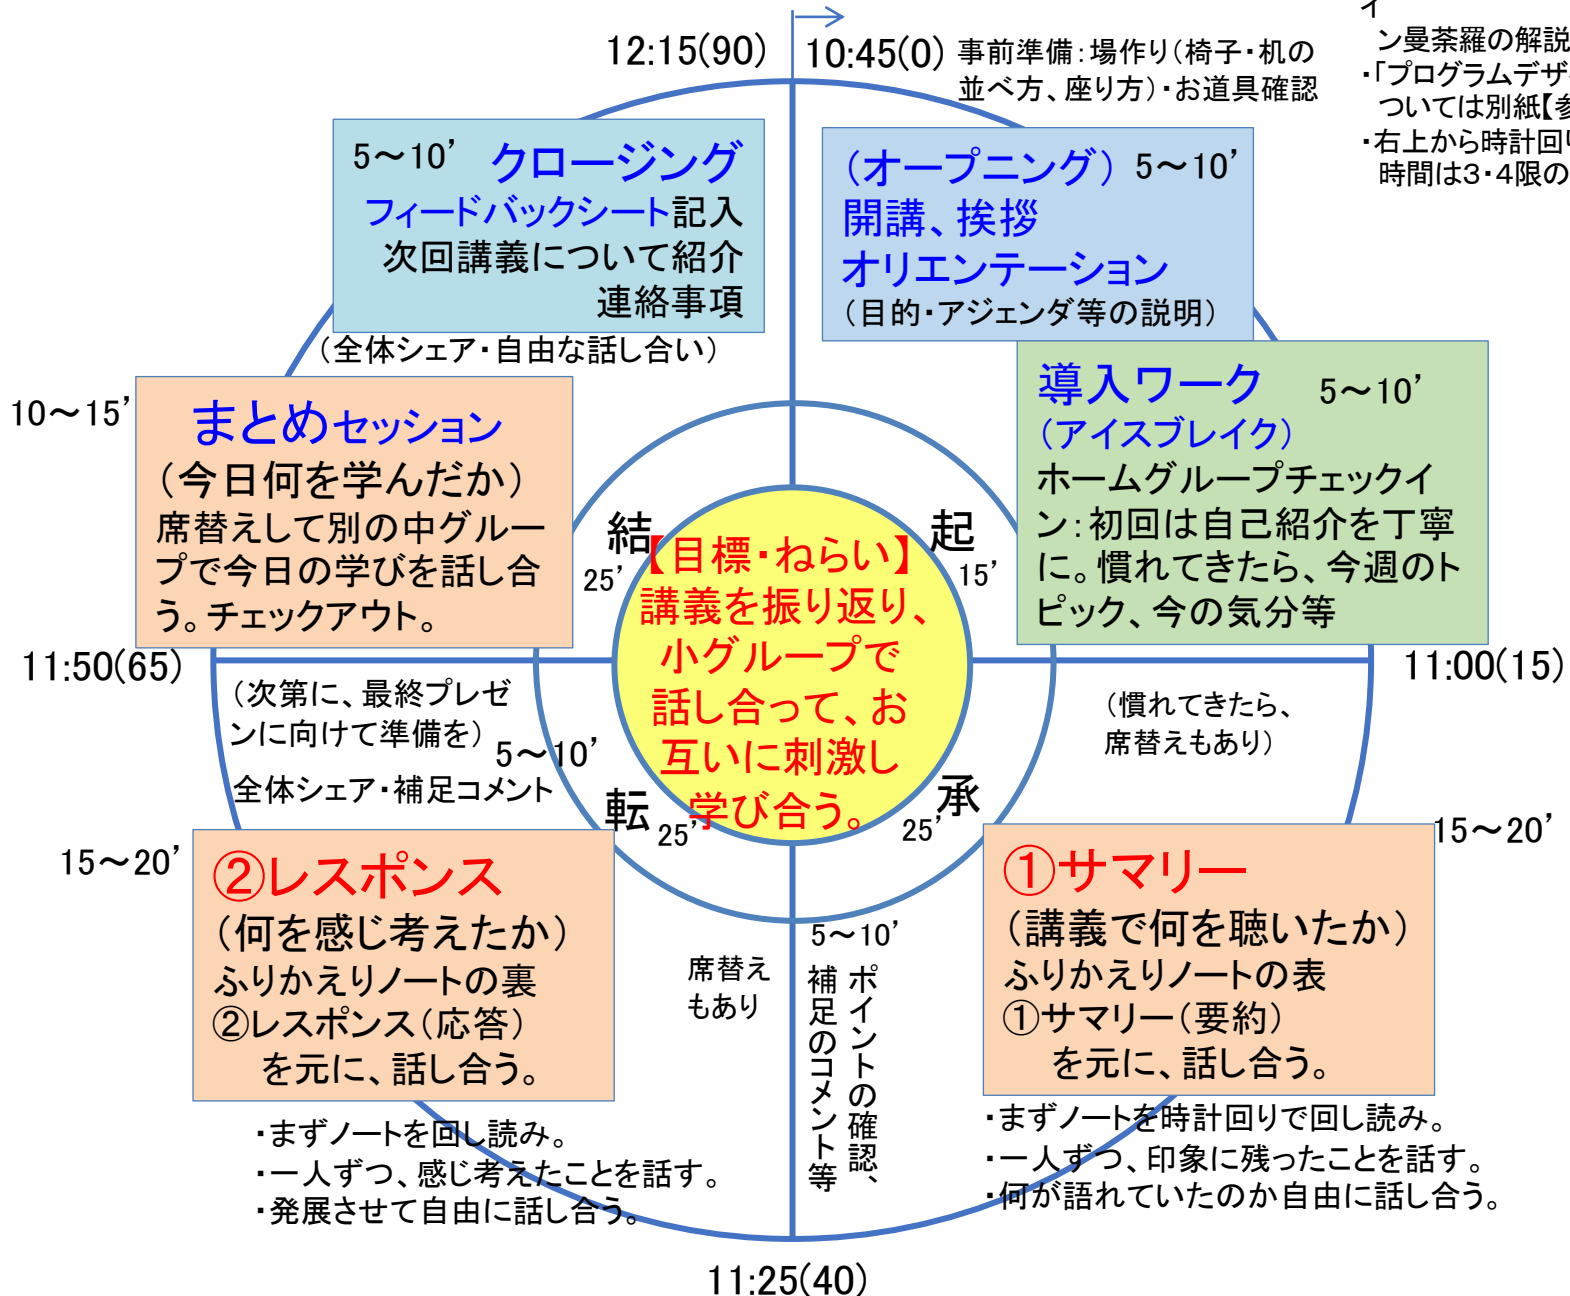 12:15(90)
10:45(0)
事前準備:場作り(椅子・机の
並べ方、座り方)・お道具確認
イ
ン曼荼羅の解説
・「プログラムデザ
ついては別紙【参
・右上から時計回り
時間は3・4限の
(オープニング) 5~10’
開講、挨拶
オリエンテーション
(目的・アジェンダ等の説明)
導入ワーク 5~10’
(アイスブレイク)
ホームグループチェックイ
ン:初回は自己紹介を丁寧
に。慣れてきたら、今週のト
ピック、今の気分等
起
15’
11:00(15)
(慣れてきたら、
席替えもあり)
承
25’
15~20’
①サマリー
(講義で何を聴いたか)
ふりかえりノートの表
①サマリー(要約)
を元に、話し合う。
・まずノートを時計回りで回し読み。
・一人ずつ、印象に残ったことを話す。
・何が語れていたのか自由に話し合う。
5~10’
ポイントの確認、
補足のコメント等
11:25(40)
席替え
もあり
転
25’
15~20’
②レスポンス
(何を感じ考えたか)
ふりかえりノートの裏
②レスポンス(応答)
を元に、話し合う。
・まずノートを回し読み。
・一人ずつ、感じ考えたことを話す。
・発展させて自由に話し合う。
5~10’
全体シェア・補足コメント
(次第に、最終プレゼ
ンに向けて準備を)
11:50(65)
結
25’
10~15’
まとめセッション
(今日何を学んだか)
席替えして別の中グルー
プで今日の学びを話し合
う。チェックアウト。
(全体シェア・自由な話し合い)
5~10’ クロージング
フィードバックシート記入
次回講義について紹介
連絡事項
【目標・ねらい】
講義を振り返り、
小グループで
話し合って、お
互いに刺激し
学び合う。